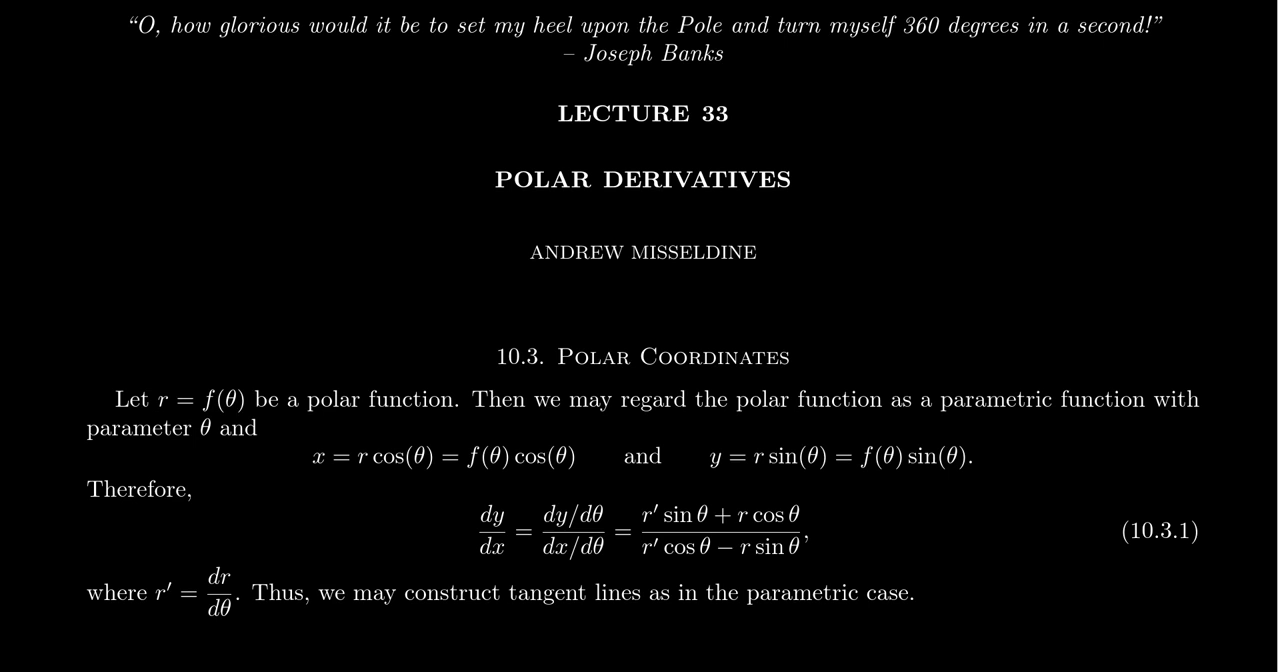 “O, how glorious would it be to set my heel upon the Pole and turn myself 360 degrees in a second!”
– Joseph Banks
LECTURE 33
POLAR DERIVATIVES
ANDREW MISSELDINE
10.3. Polar Coordinates
Let r = f(θ) be a polar function. Then we may regard the polar function as a parametric function with
parameter θ and
x = r cos(θ) = f(θ) cos(θ) and y = r sin(θ) = f(θ) sin(θ).
Therefore,
dy/dx = (dy/dθ)/(dx/dθ) = (r′ sin θ + r cos θ)/(r′ cos θ − r sin θ), (10.3.1)
where r′ = dr/dθ. Thus, we may construct tangent lines as in the parametric case.